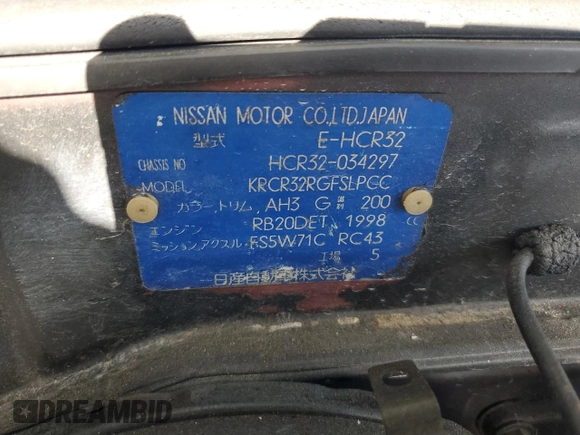 NISSAN MOTOR CO.,LTD.JAPAN
型式 E-HCR32
CHASSIS NO HCR32-034297
MODEL KRCR32RGFSLPCC
カラー,トリム, AH3 G 200
エンジン RB20DET 1998 CC
ミッション,アクスル FS5W71C RC43
工場 5
日産自動車株式会社
DREAMBID